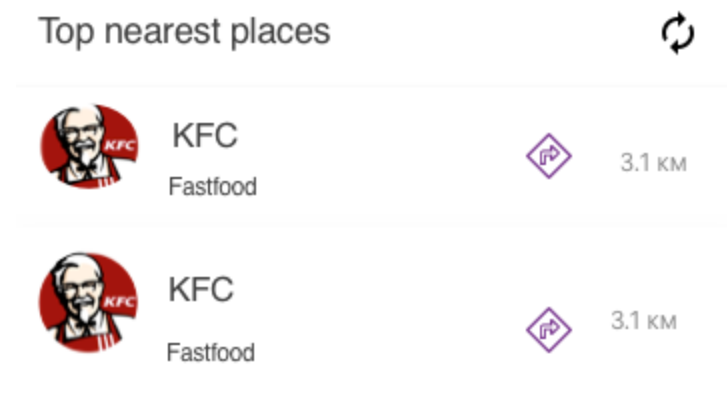 Top nearest places
KFC
KFC
Fastfood
3.1 км
KFC
KFC
Fastfood
3.1 км